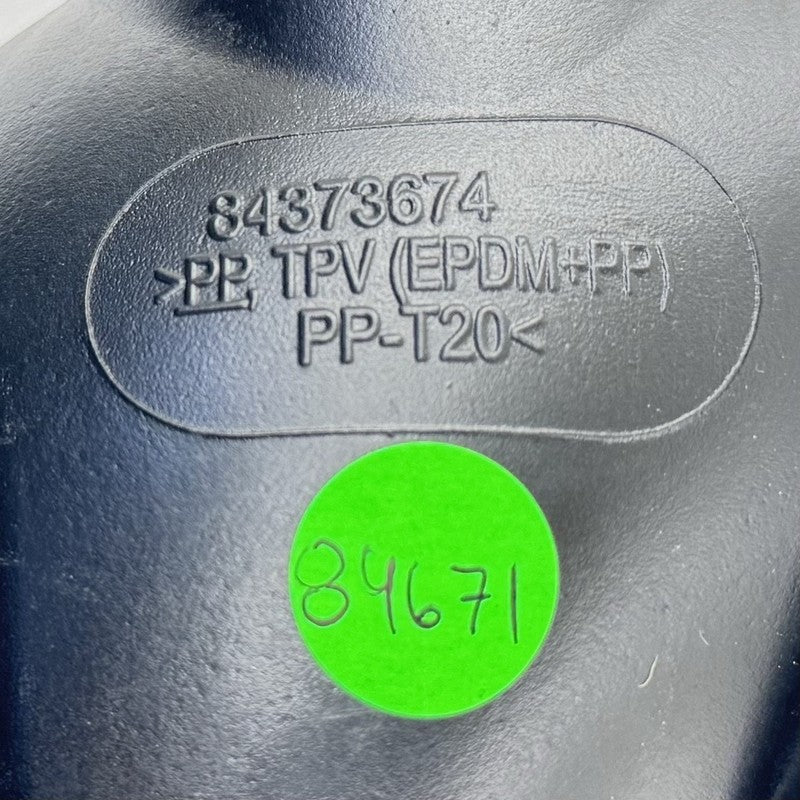 84373674
>PP, TPV (EPDM+PP)
PP-T20<
84671